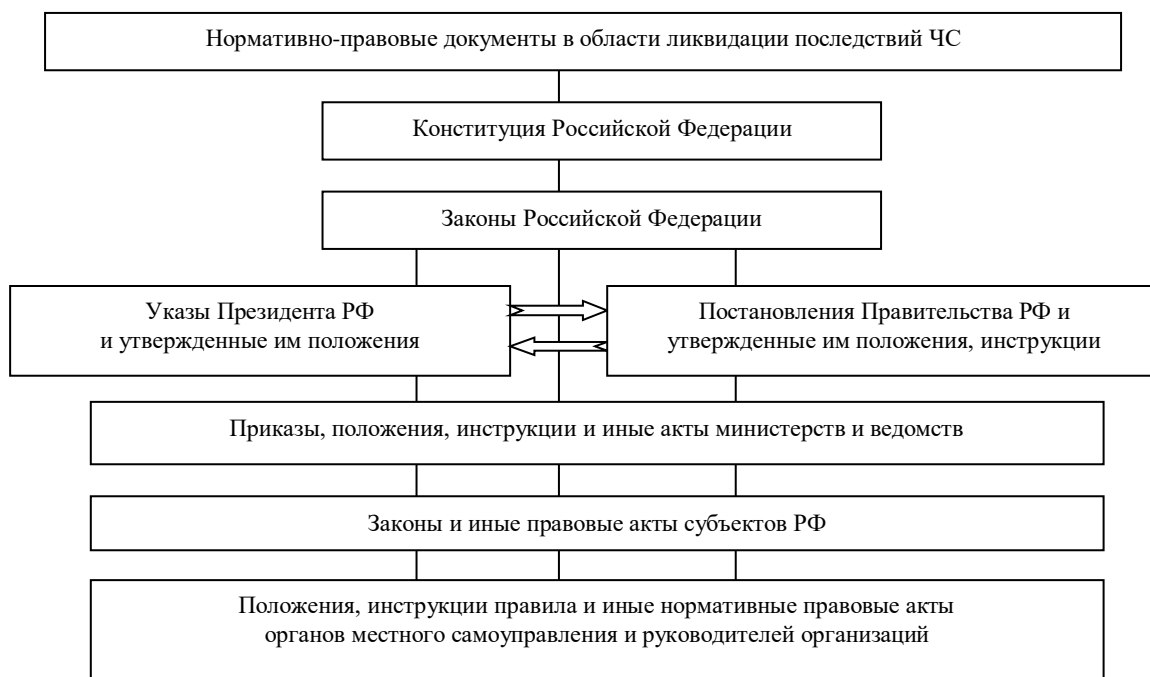 Нормативно-правовые документы в области ликвидации последствий ЧС
Конституция Российской Федерации
Законы Российской Федерации
Указы Президента РФ
и утвержденные им положения
Постановления Правительства РФ и
утвержденные им положения, инструкции
Приказы, положения, инструкции и иные акты министерств и ведомств
Законы и иные правовые акты субъектов РФ
Положения, инструкции правила и иные нормативные правовые акты
органов местного самоуправления и руководителей организаций